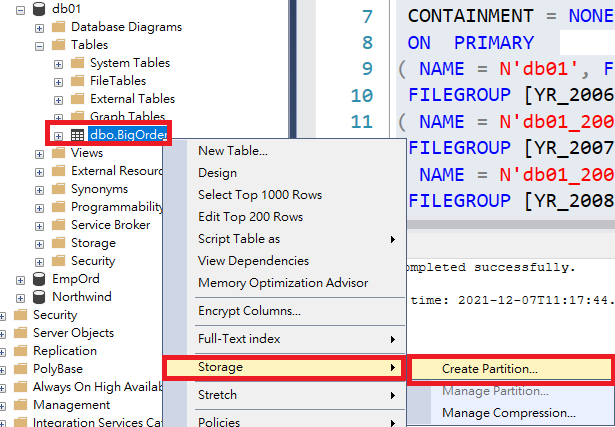 db01
Database Diagrams
Tables
System Tables
FileTables
External Tables
Graph Tables
dbo.BigOrder
Views
External Resour
Synonyms
Programmability
Service Broker
Storage
Security
EmpOrd
Northwind
Security
Server Objects
Replication
PolyBase
Always On High Availab
Management
Integration Services Cat
New Table...
Design
Select Top 1000 Rows
Edit Top 200 Rows
Script Table as
View Dependencies
Memory Optimization Advisor
Encrypt Columns...
Full-Text index
Storage
Stretch
Policies
Create Partition...
Manage Partition...
Manage Compression...
7 CONTAINMENT = NONE
8 ON PRIMARY
9 ( NAME = N'db01', F
10 FILEGROUP [YR_2006
11 ( NAME = N'db01_200
FILEGROUP [YR_2007
NAME = N'db01_200
FILEGROUP [YR_2008
ompleted successfully.
time: 2021-12-07T11:17:44.